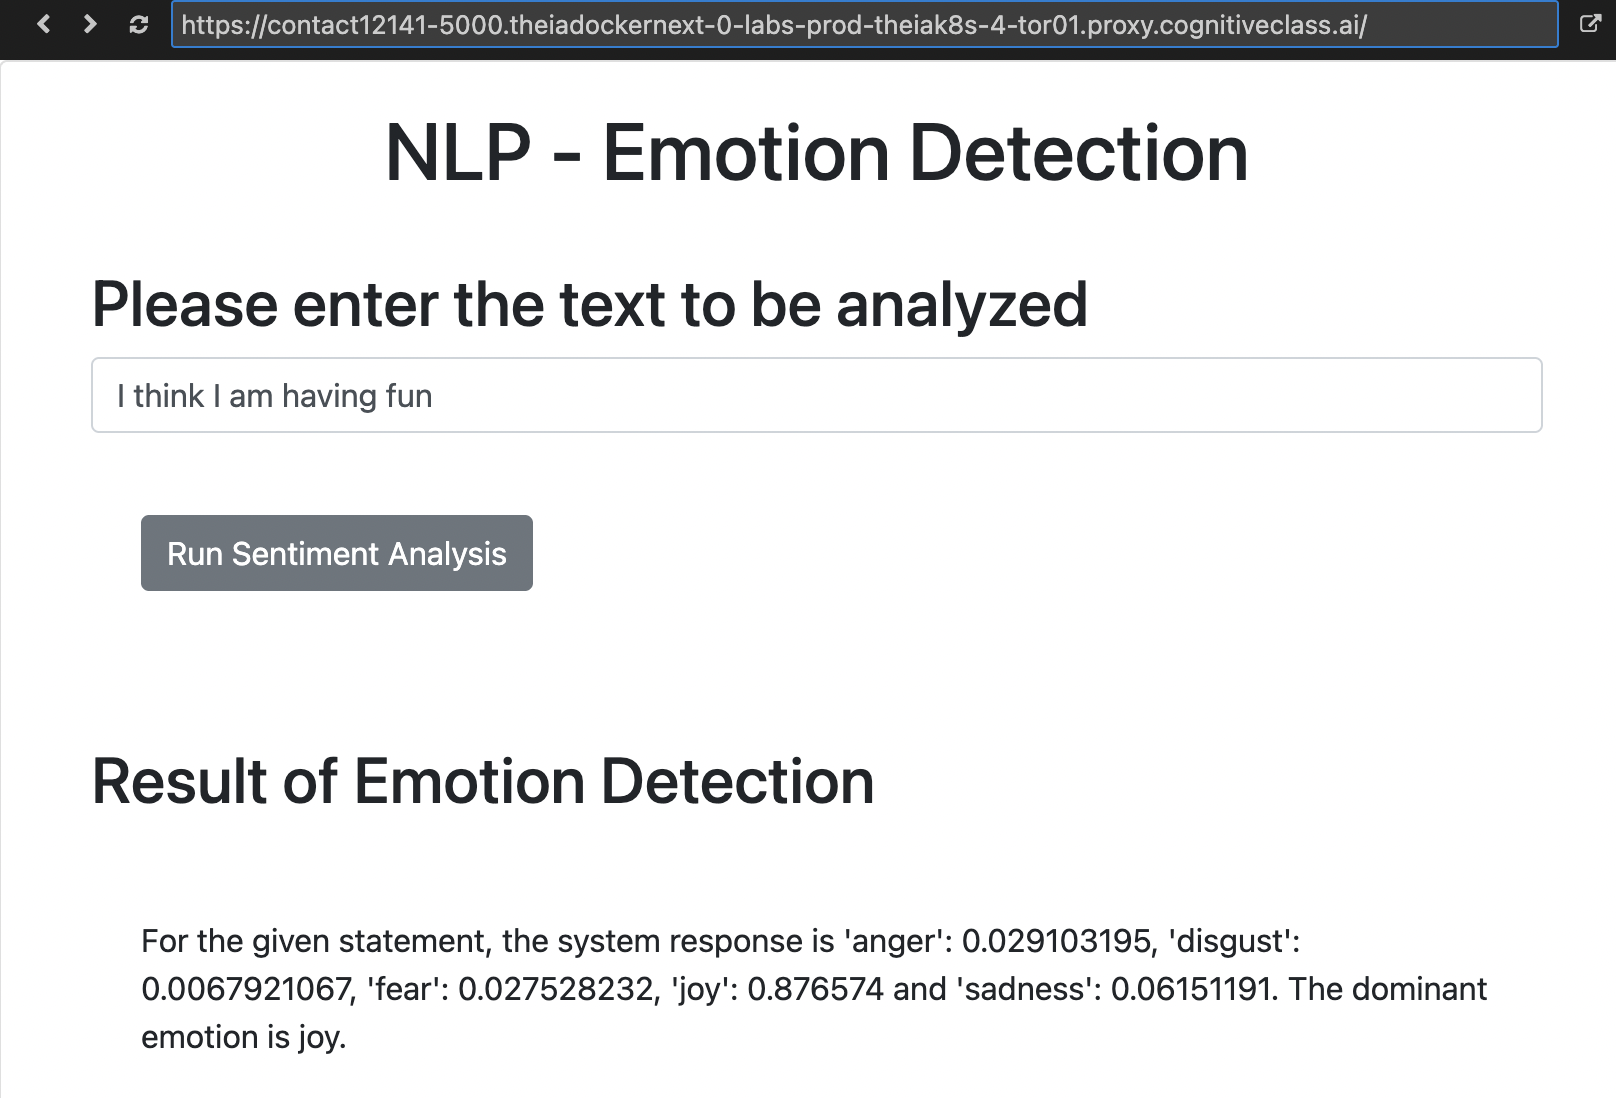 https://contact12141-5000.theiadockernext-0-labs-prod-theiak8s-4-tor01.proxy.cognitiveclass.ai/
NLP - Emotion Detection
Please enter the text to be analyzed
I think I am having fun
Run Sentiment Analysis
Result of Emotion Detection
For the given statement, the system response is 'anger': 0.029103195, 'disgust':
0.0067921067, 'fear': 0.027528232, 'joy': 0.876574 and 'sadness': 0.06151191. The dominant
emotion is joy.